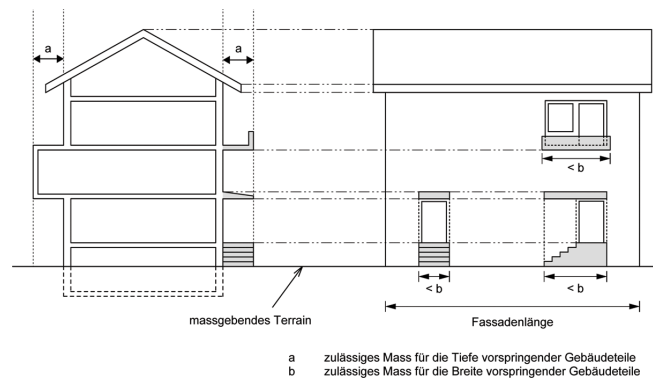 a
a
< b
< b
< b
massgebendes Terrain
Fassadenlänge
a zulässiges Mass für die Tiefe vorspringender Gebäudeteile
b zulässiges Mass für die Breite vorspringender Gebäudeteile